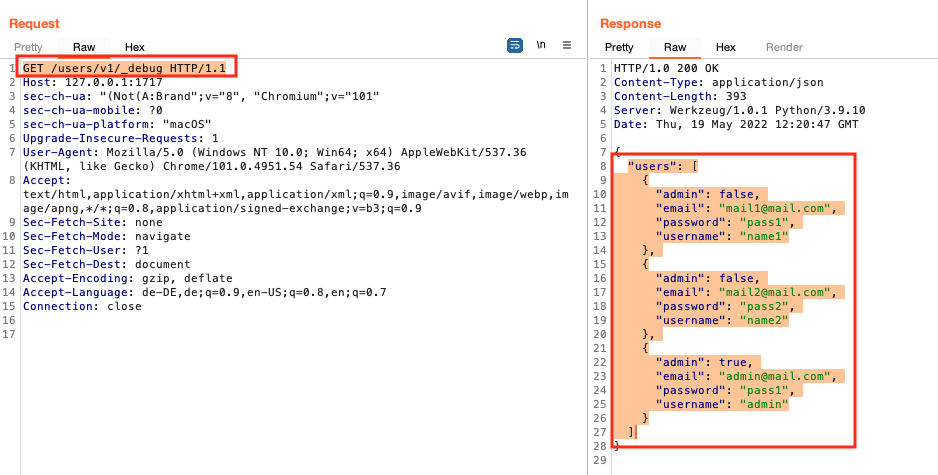 Request
Pretty Raw Hex \n
1 GET /users/v1/_debug HTTP/1.1
2 Host: 127.0.0.1:1717
3 sec-ch-ua: "(Not(A:Brand";v="8", "Chromium";v="101"
4 sec-ch-ua-mobile: ?0
5 sec-ch-ua-platform: "macOS"
6 Upgrade-Insecure-Requests: 1
7 User-Agent: Mozilla/5.0 (Windows NT 10.0; Win64; x64) AppleWebKit/537.36
(KHTML, like Gecko) Chrome/101.0.4951.54 Safari/537.36
8 Accept:
text/html,application/xhtml+xml,application/xml;q=0.9,image/avif,image/webp,im
age/apng,*/*;q=0.8,application/signed-exchange;v=b3;q=0.9
9 Sec-Fetch-Site: none
10 Sec-Fetch-Mode: navigate
11 Sec-Fetch-User: ?1
12 Sec-Fetch-Dest: document
13 Accept-Encoding: gzip, deflate
14 Accept-Language: de-DE,de;q=0.9,en-US;q=0.8,en;q=0.7
15 Connection: close
16
17
Response
Pretty Raw Hex Render
1 HTTP/1.0 200 OK
2 Content-Type: application/json
3 Content-Length: 393
4 Server: Werkzeug/1.0.1 Python/3.9.10
5 Date: Thu, 19 May 2022 12:20:47 GMT
6
7 {
8 "users": [
9 {
10 "admin": false,
11 "email": "mail1@mail.com",
12 "password": "pass1",
13 "username": "name1"
14 },
15 {
16 "admin": false,
17 "email": "mail2@mail.com",
18 "password": "pass2",
19 "username": "name2"
20 },
21 {
22 "admin": true,
23 "email": "admin@mail.com",
24 "password": "pass1",
25 "username": "admin"
26 }
27 ]
28 }
29